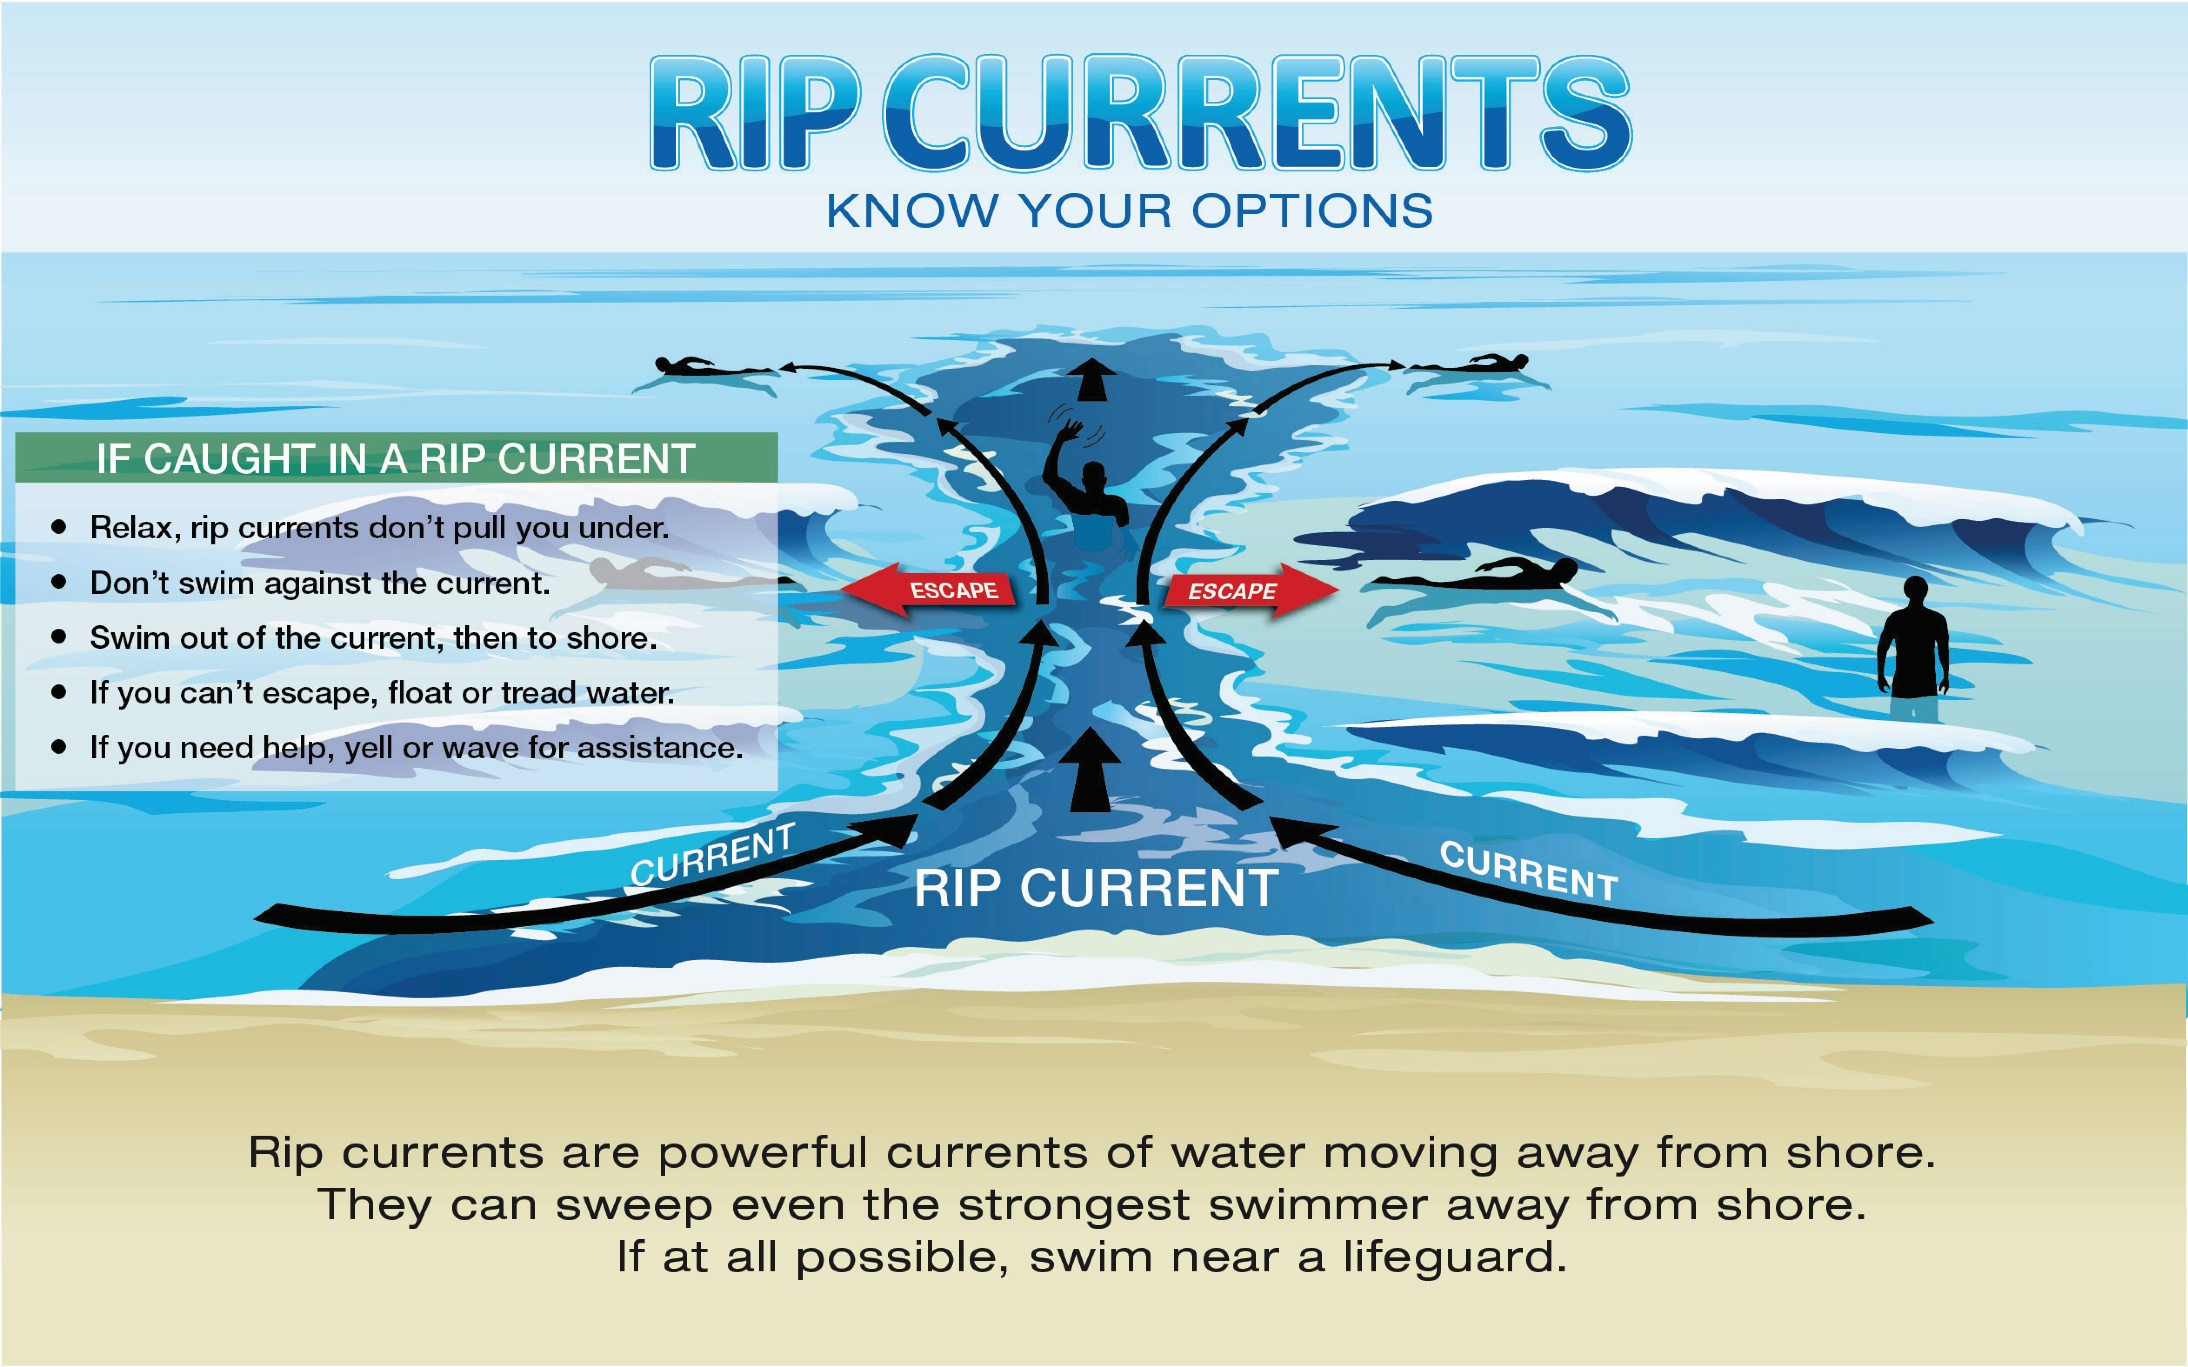 RIP CURRENTS
KNOW YOUR OPTIONS
IF CAUGHT IN A RIP CURRENT
• Relax, rip currents don't pull you under.
• Don't swim against the current.
• Swim out of the current, then to shore.
• If you can't escape, float or tread water.
• If you need help, yell or wave for assistance.
ESCAPE
ESCAPE
CURRENT
RIP CURRENT
CURRENT
Rip currents are powerful currents of water moving away from shore.
They can sweep even the strongest swimmer away from shore.
If at all possible, swim near a lifeguard.